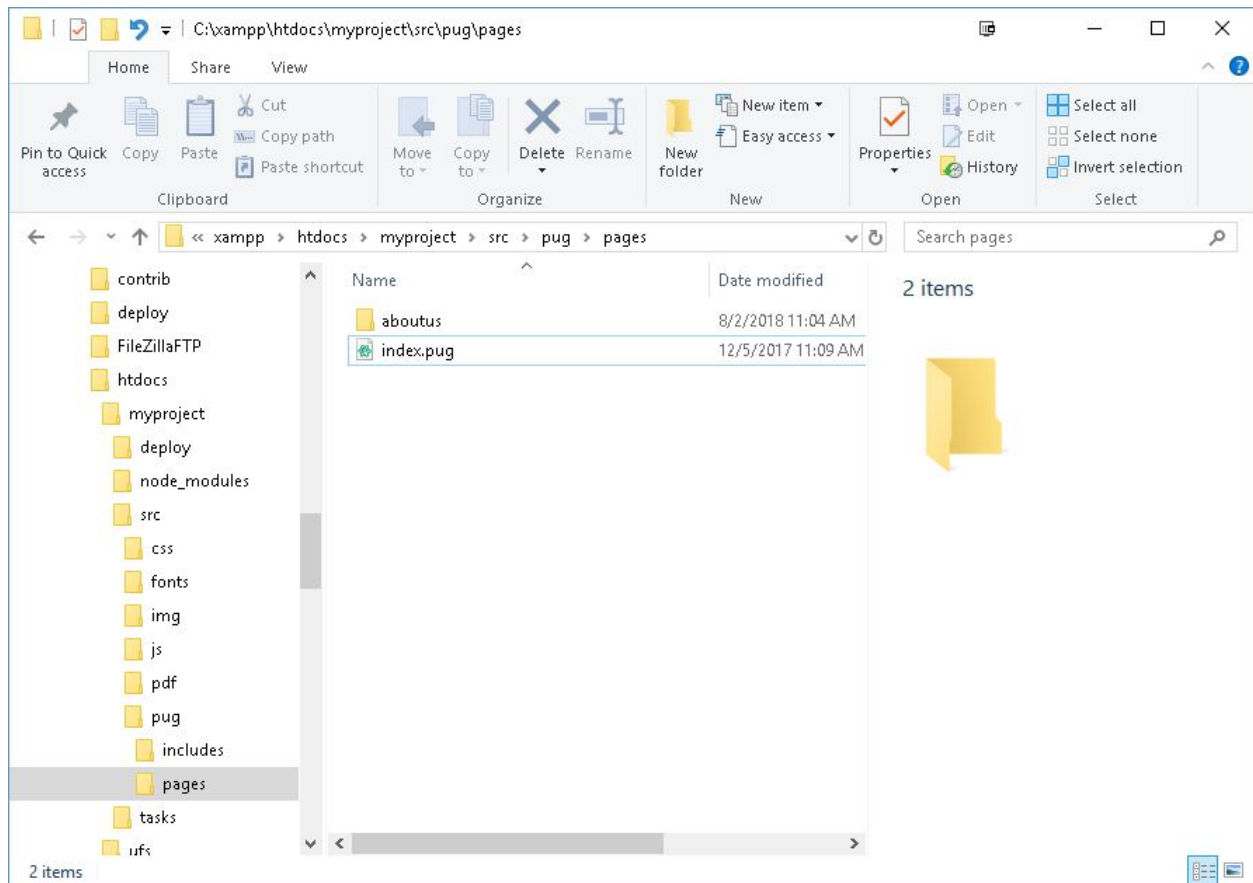 C:\xampp\htdocs\myproject\src\pug\pages
Home Share View
Pin to Quick access
Copy
Paste
Cut
Copy path
Paste shortcut
Clipboard
Move to
Copy to
Delete
Rename
Organize
New folder
New item
Easy access
New
Properties
Open
Edit
History
Open
Select all
Select none
Invert selection
Select
« xampp > htdocs > myproject > src > pug > pages
Search pages
contrib
deploy
FileZillaFTP
htdocs
myproject
deploy
node_modules
src
css
fonts
img
js
pdf
pug
includes
pages
tasks
ufs
Name Date modified
aboutus 8/2/2018 11:04 AM
index.pug 12/5/2017 11:09 AM
2 items
2 items